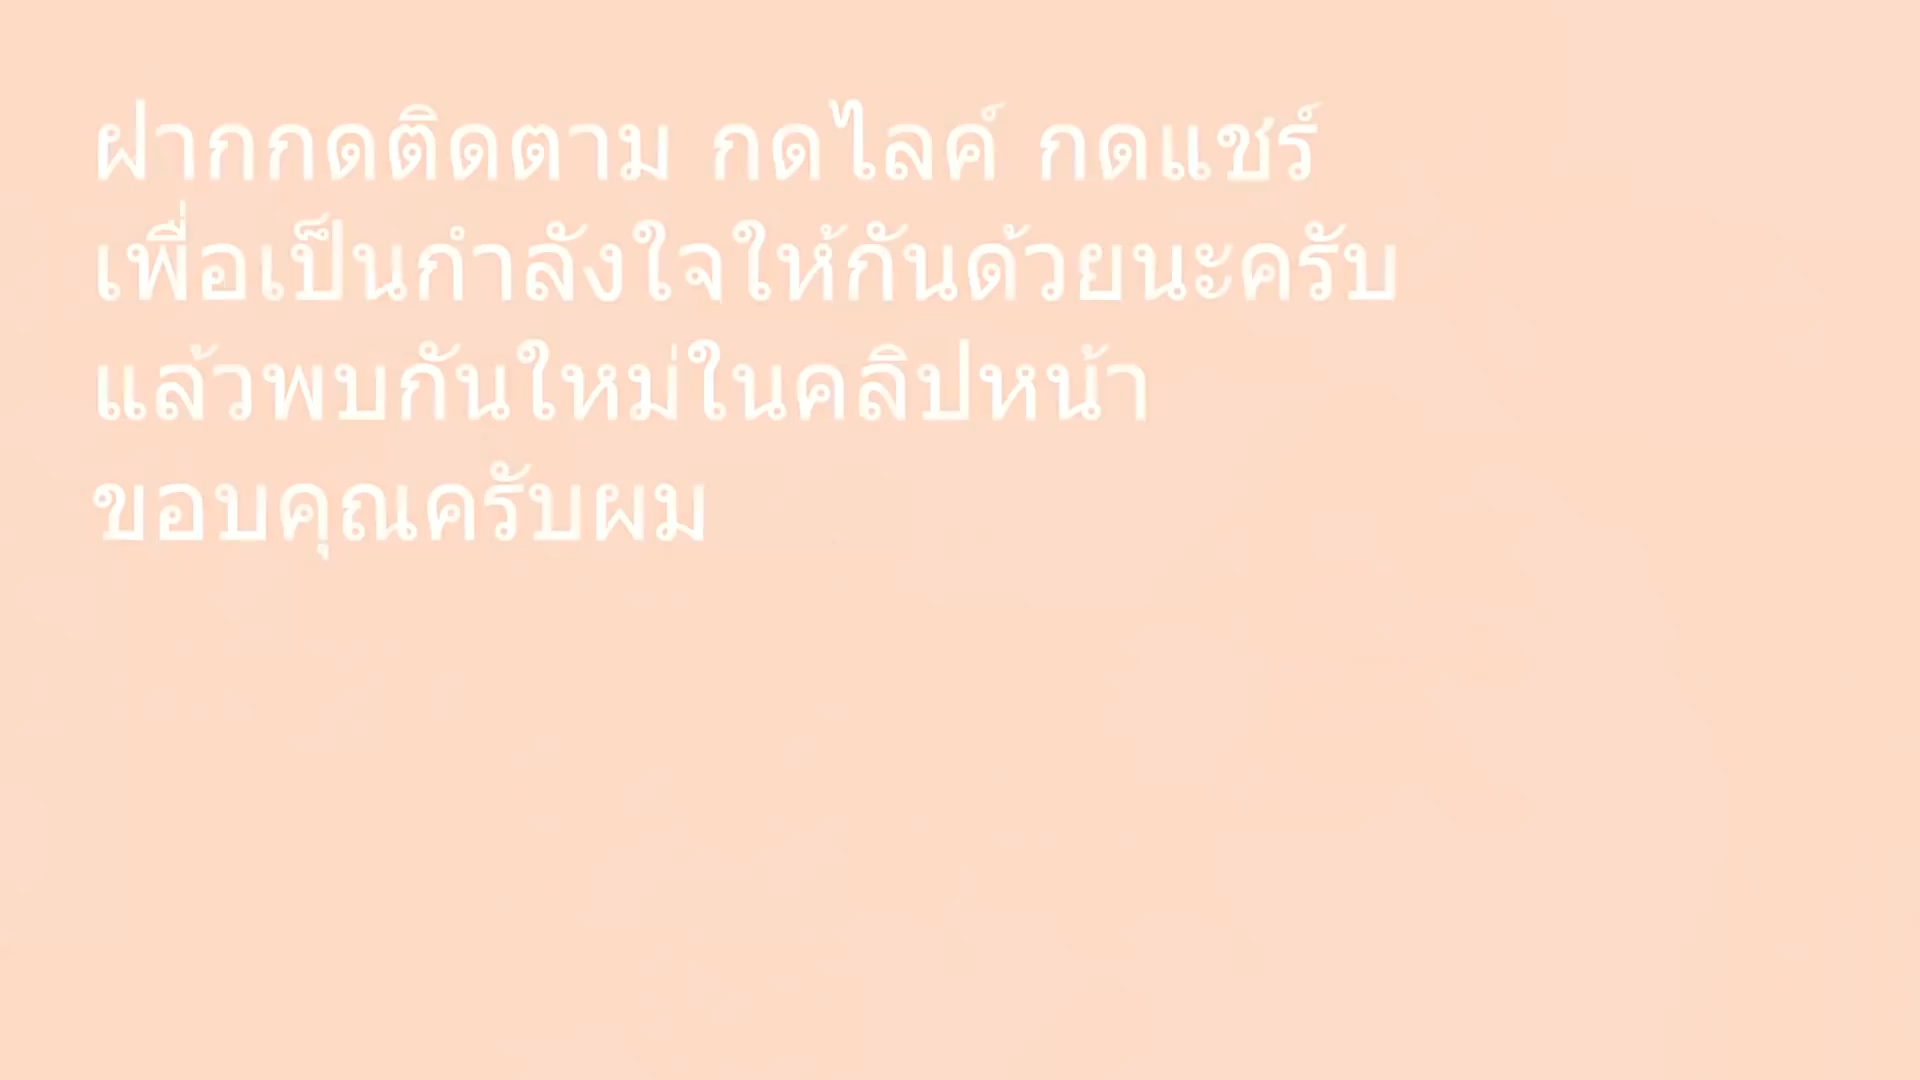 ฝากกดติดตาม กดไลค์ กดแชร์
เพื่อเป็นกำลังใจให้กันด้วยนะครับ
แล้วพบกันใหม่ในคลิปหน้า
ขอบคุณครับผม